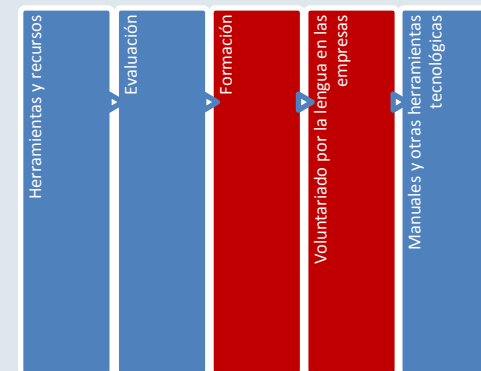 Herramientas y recursos
Evaluación
Formación
Voluntariado por la lengua en las
empresas
Manuales y otras herramientas
tecnológicas